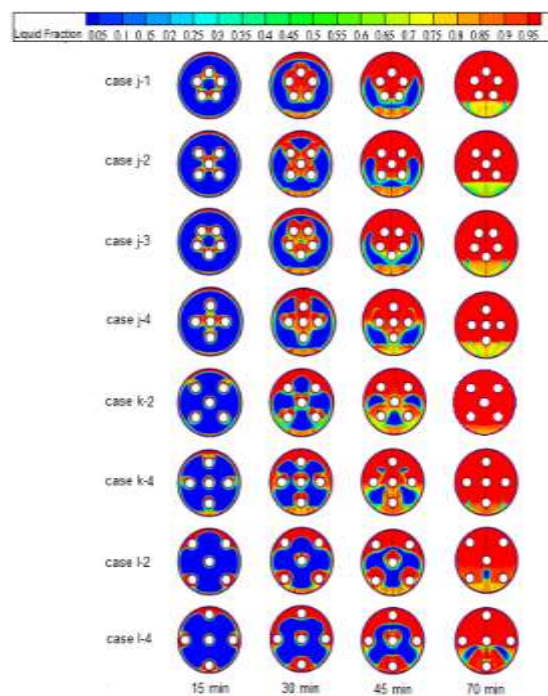 Liquid Fraction 0.05 0.1 0.15 0.2 0.25 0.3 0.35 0.4 0.45 0.5 0.55 0.6 0.65 0.7 0.75 0.8 0.85 0.9 0.95
case j-1
case j-2
case j-3
case j-4
case k-2
case k-4
case l-2
case l-4
15 min 30 min 45 min 70 min